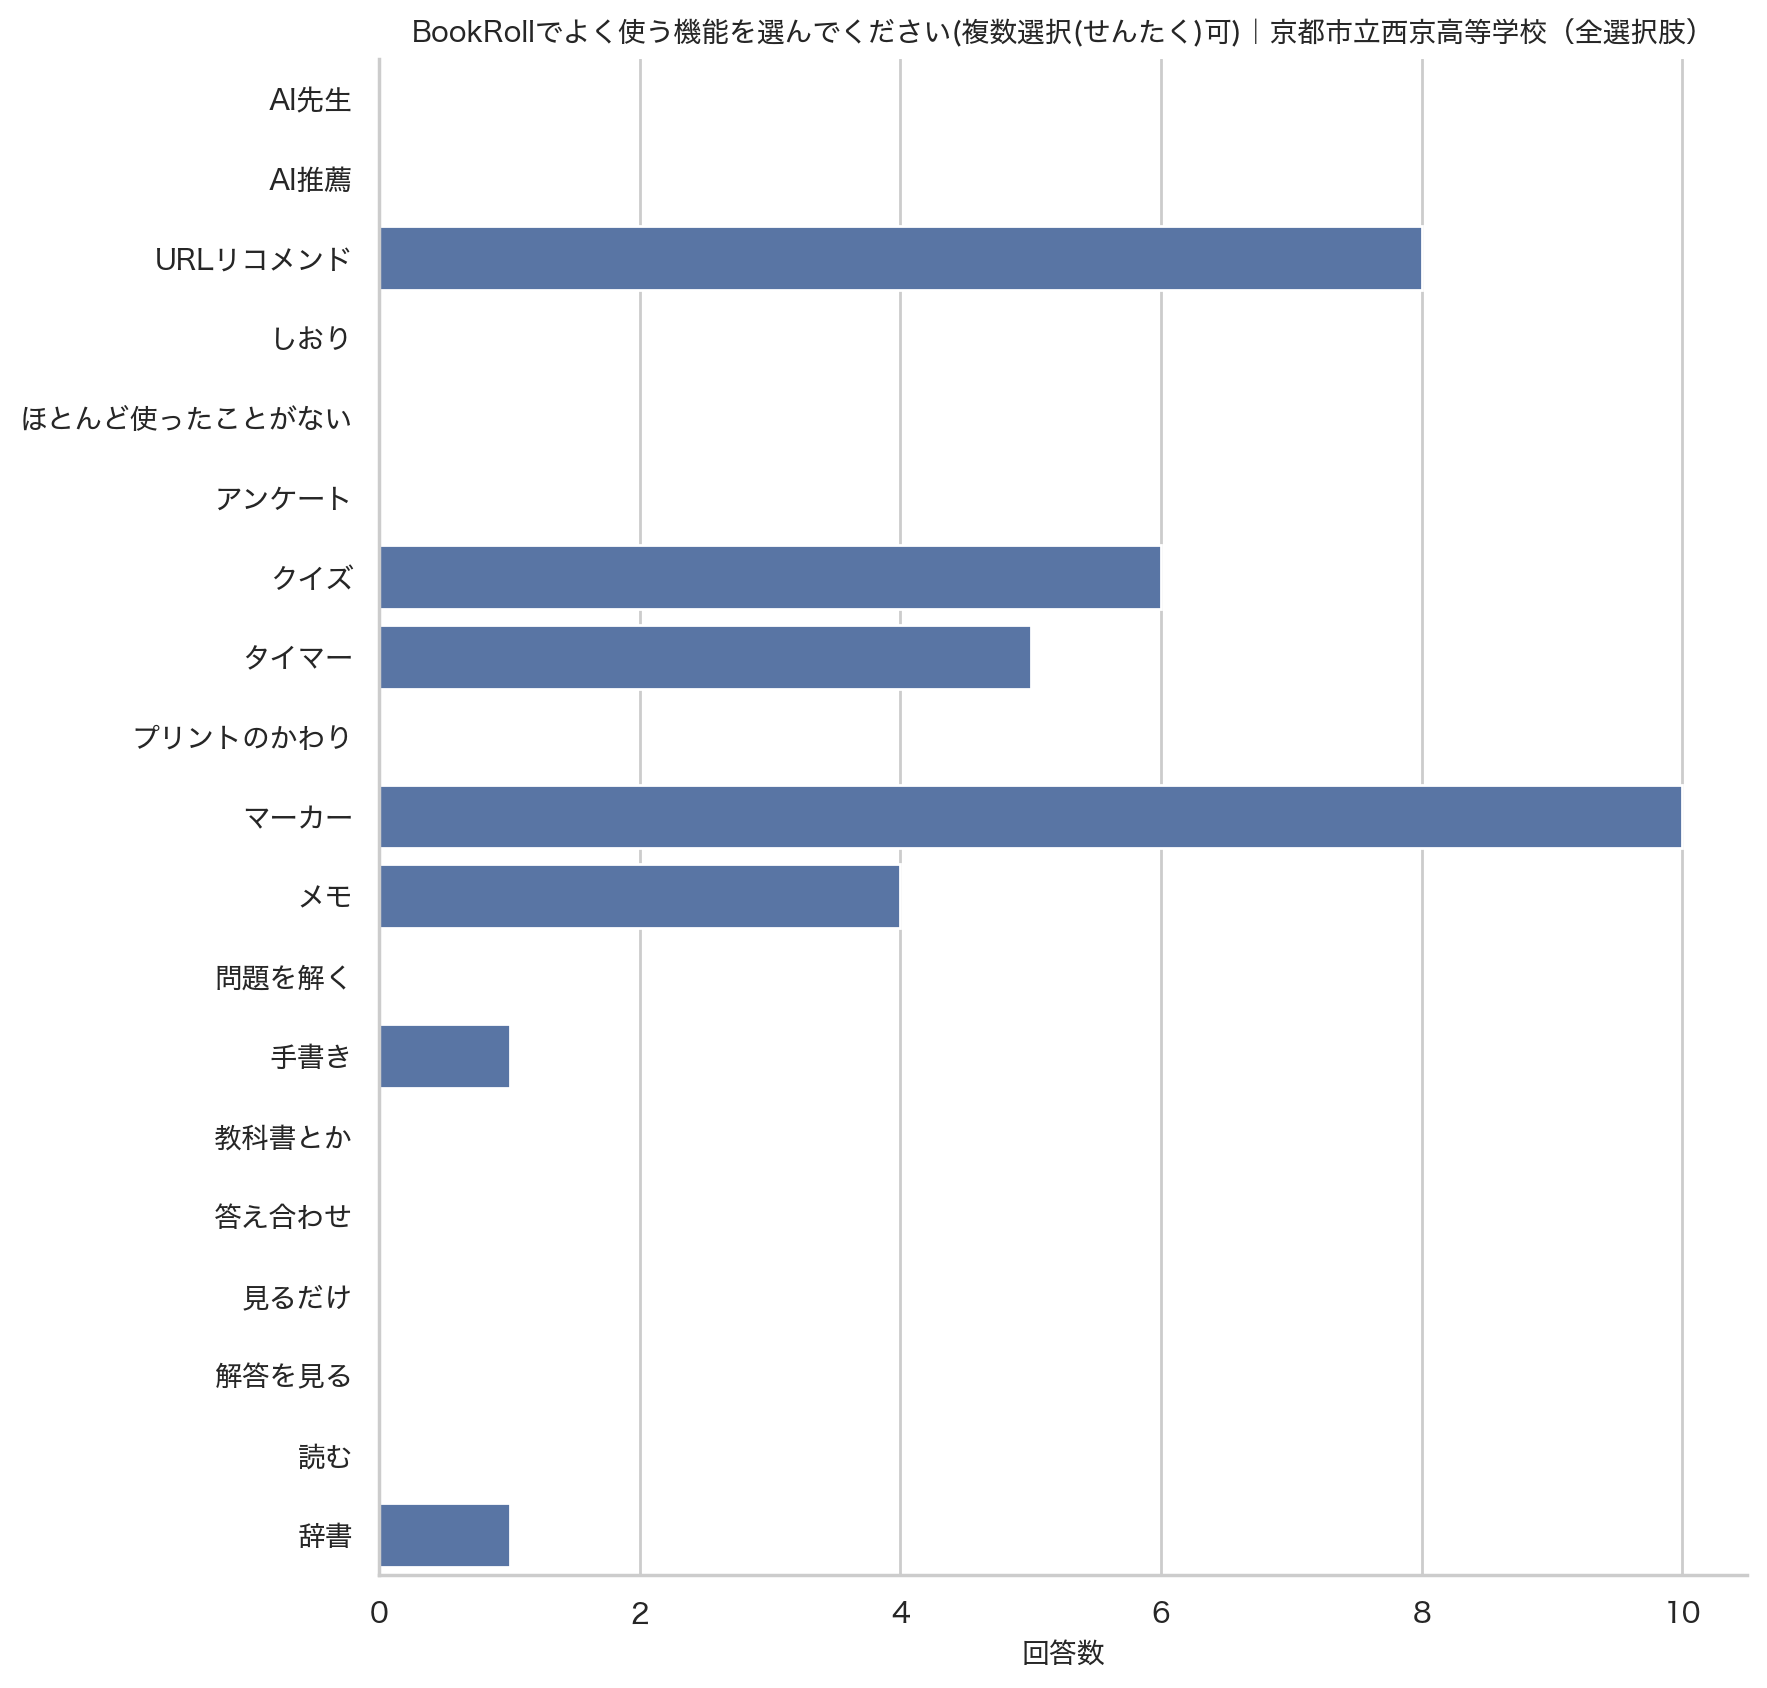 BookRollでよく使う機能を選んでください(複数選択(せんたく)可)｜京都市立西京高等学校（全選択肢）
AI先生
AI推薦
URLリコメンド
しおり
ほとんど使ったことがない
アンケート
クイズ
タイマー
プリントのかわり
マーカー
メモ
問題を解く
手書き
教科書とか
答え合わせ
見るだけ
解答を見る
読む
辞書
0 2 4 6 8 10
回答数